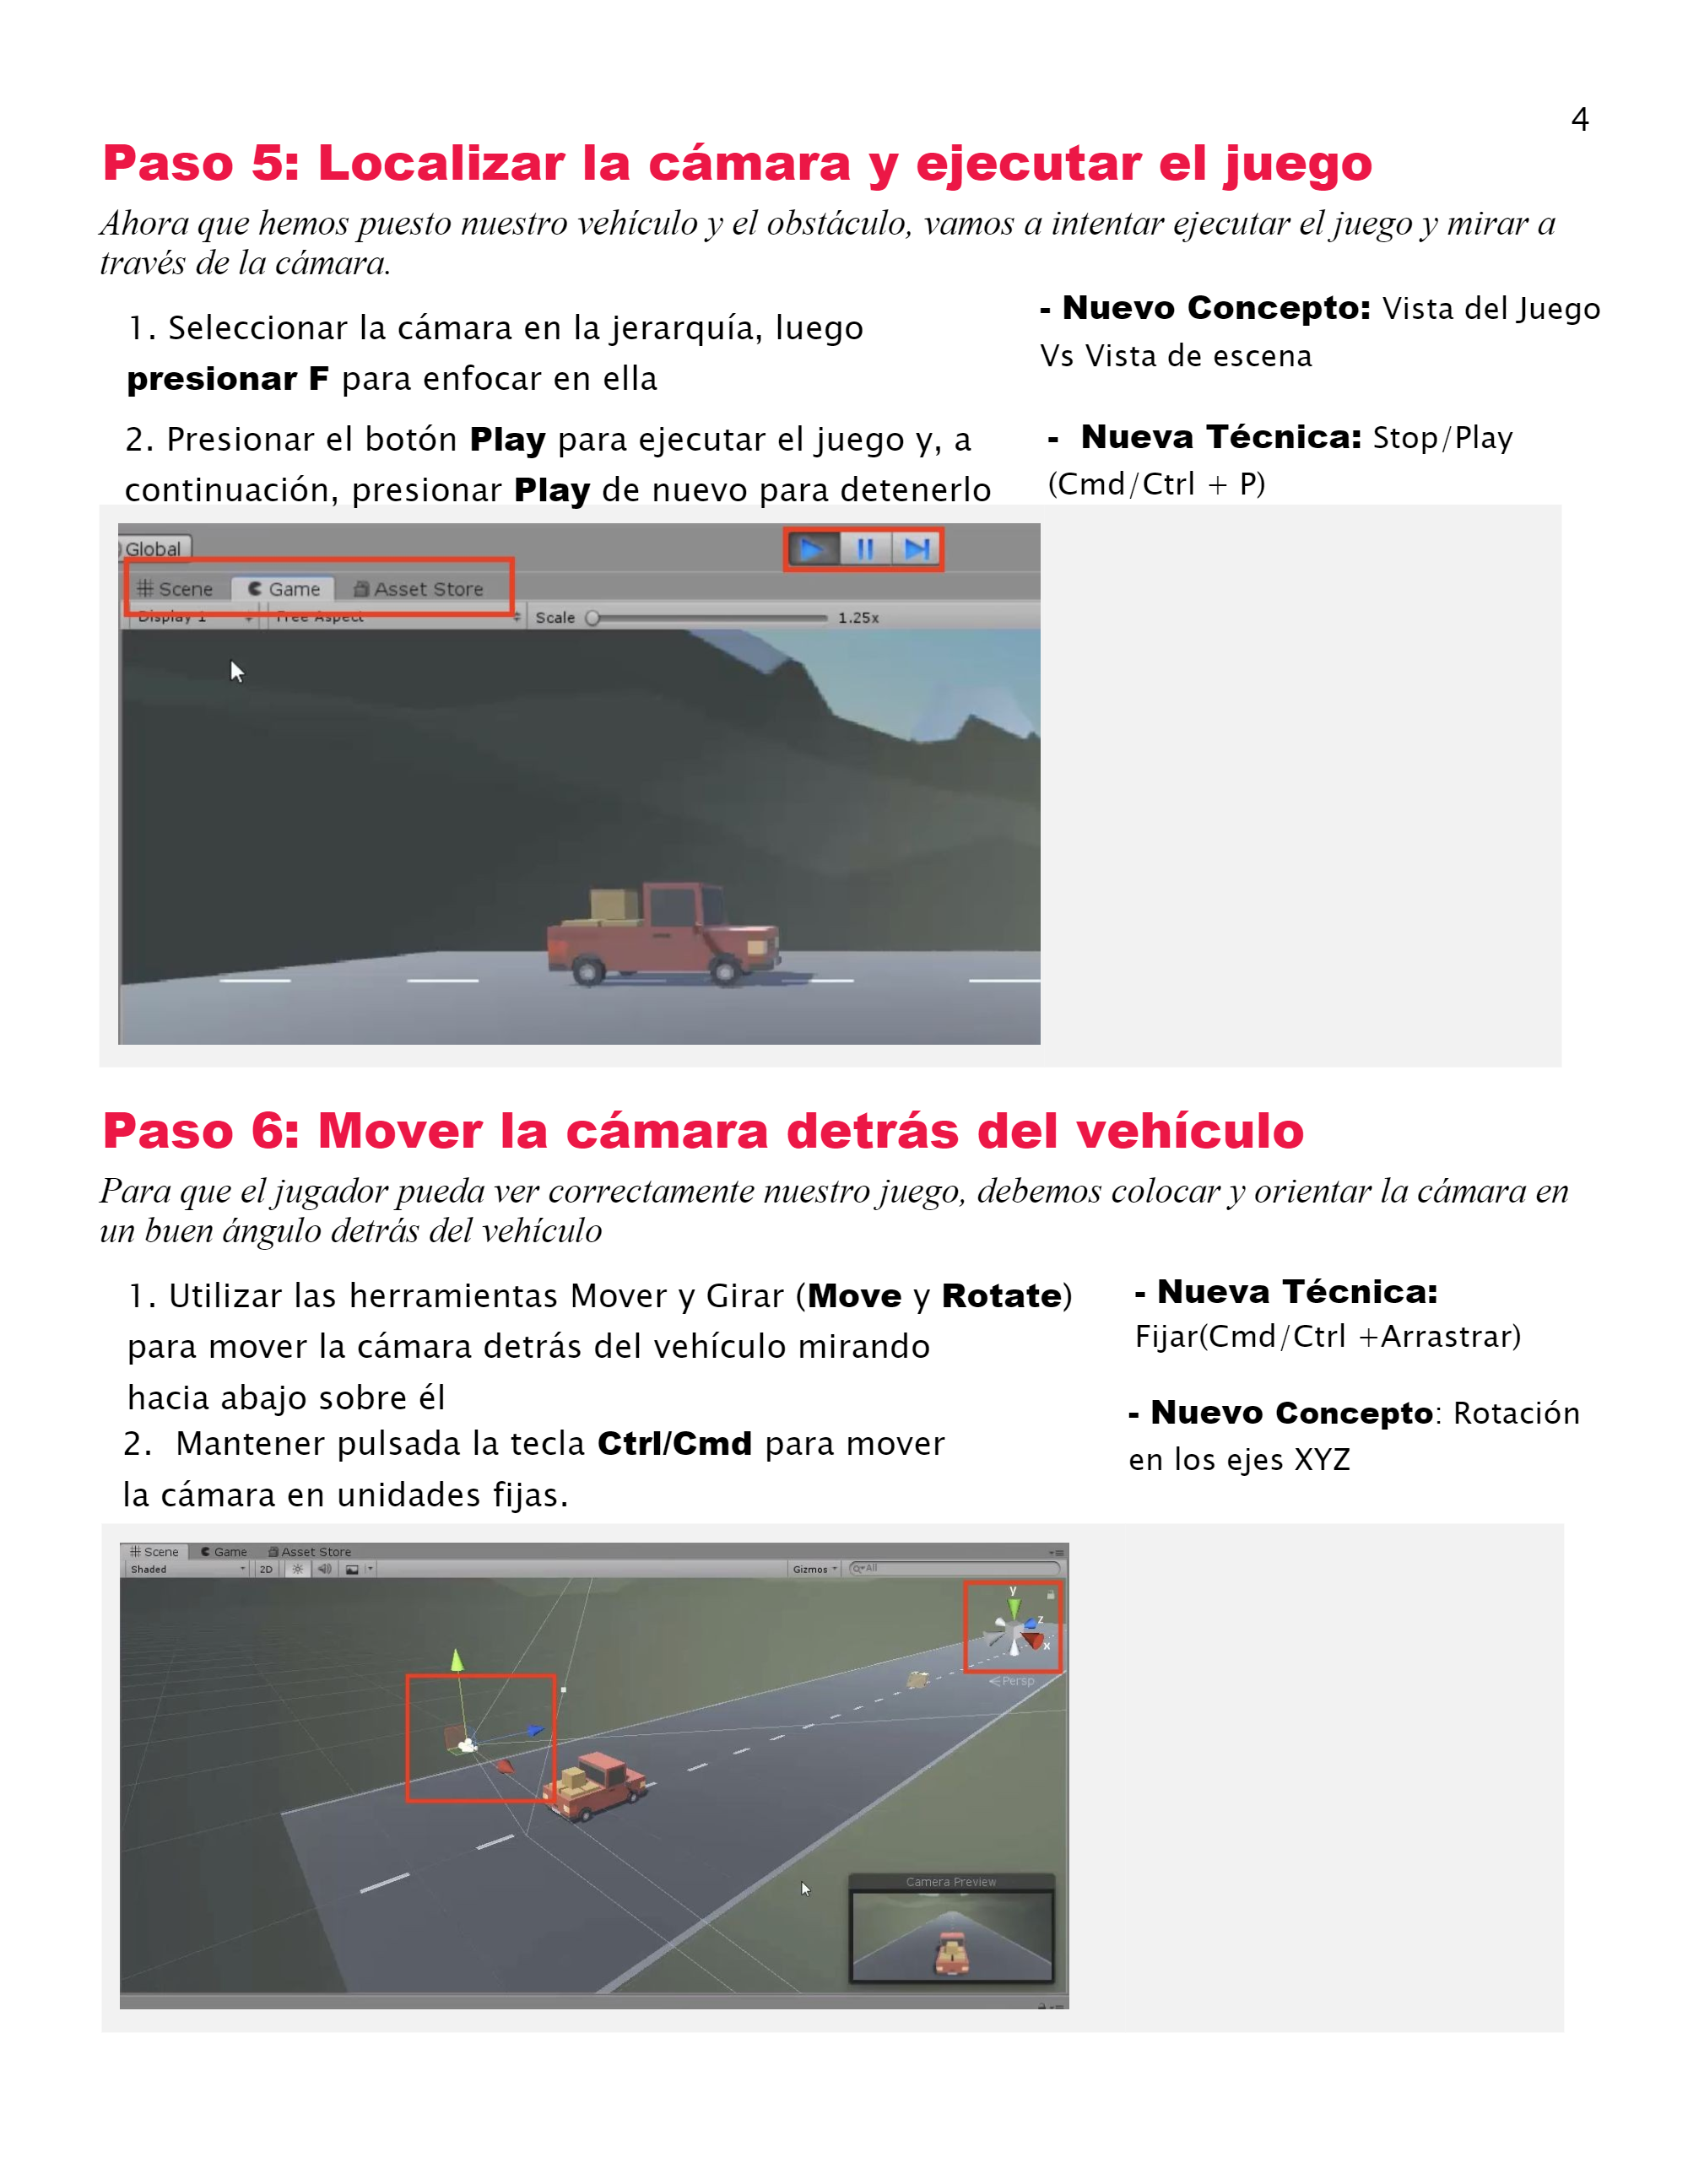 4
Paso 5: Localizar la cámara y ejecutar el juego
Ahora que hemos puesto nuestro vehículo y el obstáculo, vamos a intentar ejecutar el juego y mirar a
través de la cámara.
1. Seleccionar la cámara en la jerarquía, luego
presionar F para enfocar en ella
2. Presionar el botón Play para ejecutar el juego y, a
continuación, presionar Play de nuevo para detenerlo
- Nuevo Concepto: Vista del Juego
Vs Vista de escena
- Nueva Técnica: Stop/Play
(Cmd/Ctrl + P)
Global
Scene Game Asset Store
Display 1 Free Aspect Scale 1.25x
Paso 6: Mover la cámara detrás del vehículo
Para que el jugador pueda ver correctamente nuestro juego, debemos colocar y orientar la cámara en
un buen ángulo detrás del vehículo
1. Utilizar las herramientas Mover y Girar (Move y Rotate)
para mover la cámara detrás del vehículo mirando
hacia abajo sobre él
2. Mantener pulsada la tecla Ctrl/Cmd para mover
la cámara en unidades fijas.
- Nueva Técnica:
Fijar(Cmd/Ctrl +Arrastrar)
- Nuevo Concepto: Rotación
en los ejes XYZ
Scene Game Asset Store
Shaded 2D Gizmos All
y
z
x
Persp
Camera Preview